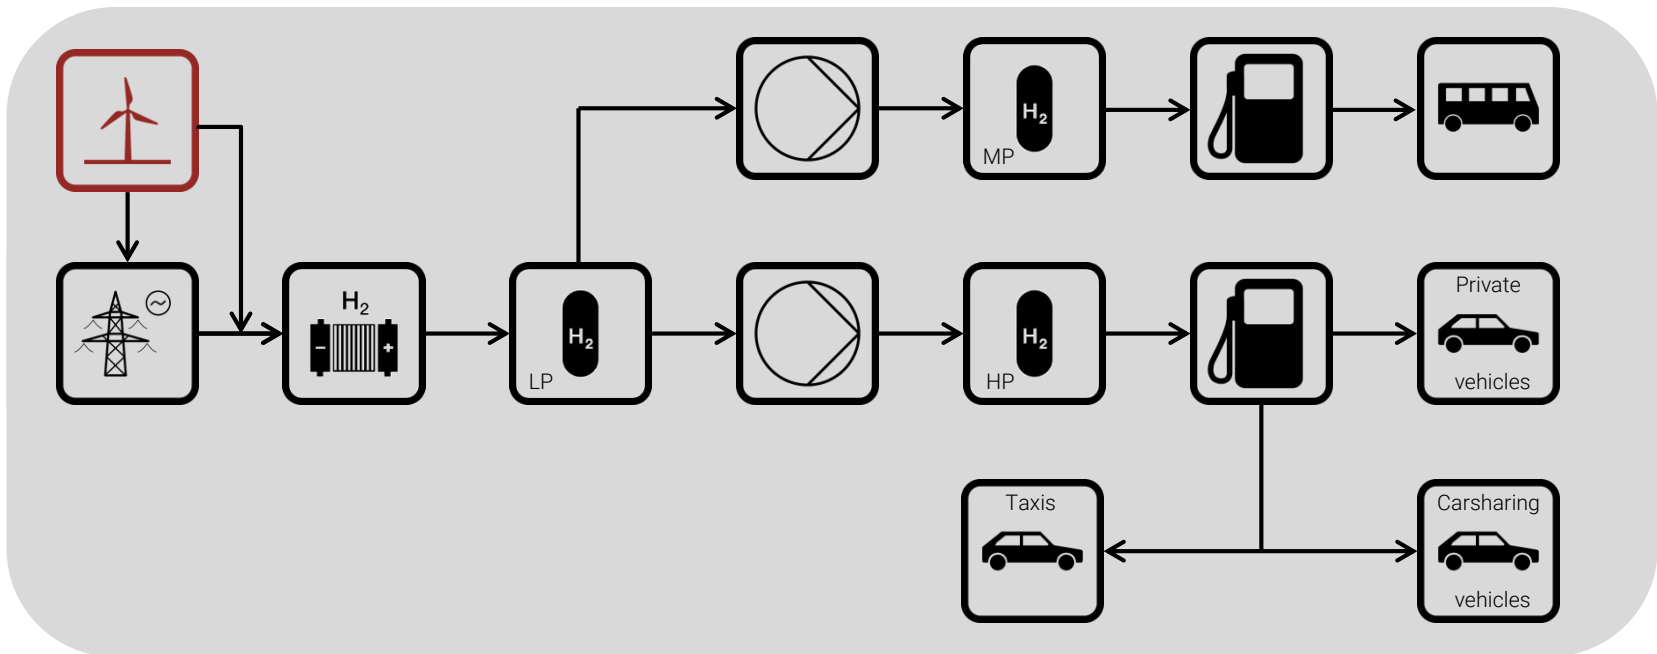 H₂
MP
H₂
H₂
LP
H₂
HP
Private
vehicles
Taxis
Carsharing
vehicles